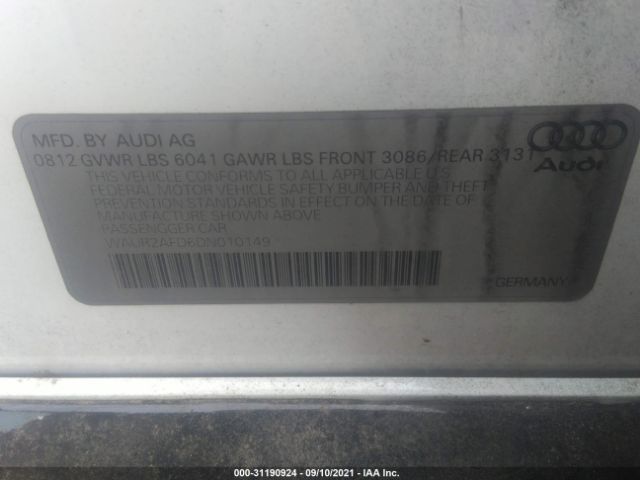 MFD. BY AUDI AG
0812 GVWR LBS 6041 GAWR LBS FRONT 3086/REAR 3131
THIS VEHICLE CONFORMS TO ALL APPLICABLE U.S
FEDERAL MOTOR VEHICLE SAFETY BUMPER AND THEFT
PREVENTION STANDARDS IN EFFECT ON THE DATE
OF MANUFACTURE SHOWN ABOVE
PASSENGGER CAR
WAUR2AFD6DN010149
Audi
GERMANY
000-31190924 - 09/10/2021 - IAA Inc.